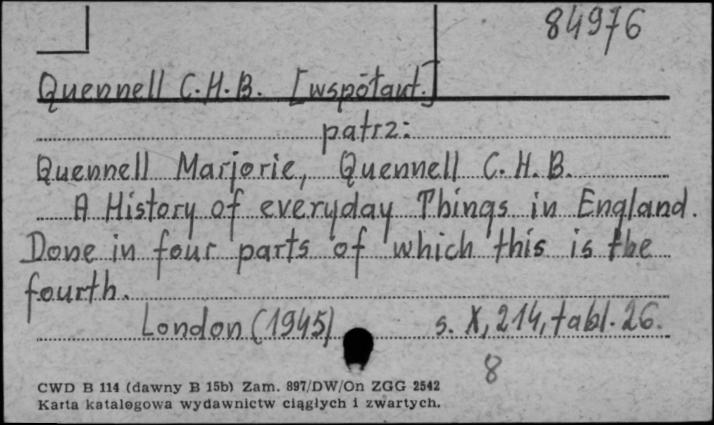 84976
Quennell C.H.B. [współaut.]
patrz:
Quennell Marjorie, Quennell C.H.B.
A History of everyday Things in England.
Done in four parts of which this is the
fourth.
London (1945) s. X, 214, tabl. 26.
8
CWD B 114 (dawny B 15b) Zam. 897/DW/On ZGG 2542
Karta katalogowa wydawnictw ciągłych i zwartych.